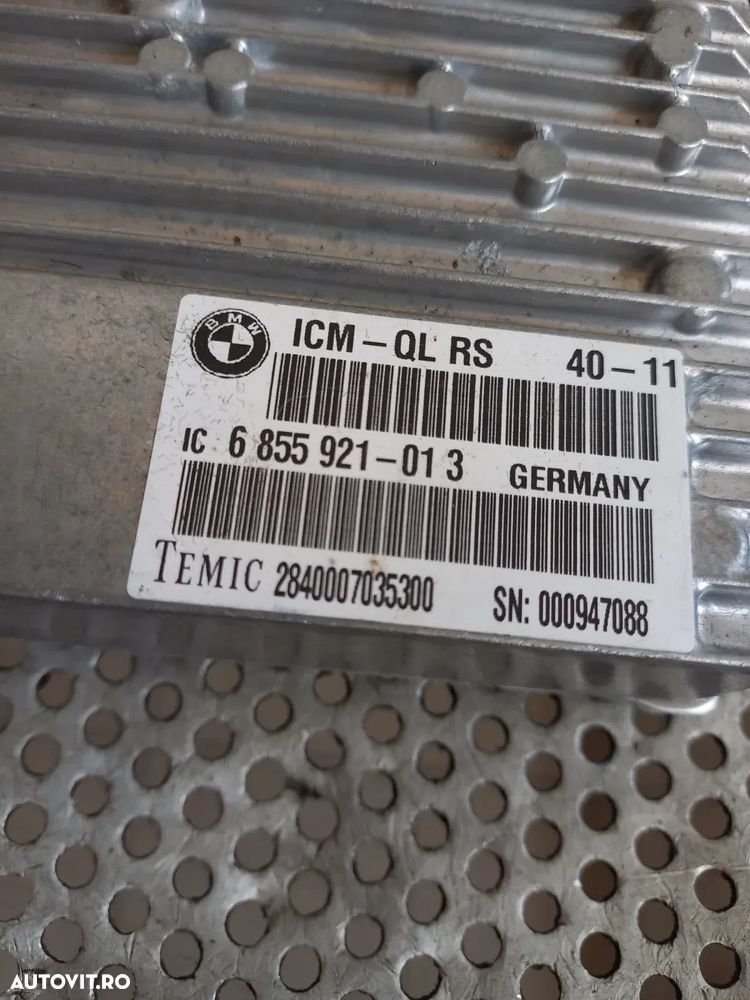 BMW
ICM-QL RS 40-11
IC 6 855 921-01 3 GERMANY
TEMIC 2840007035300 SN: 000947088
AUTOVIT.RO